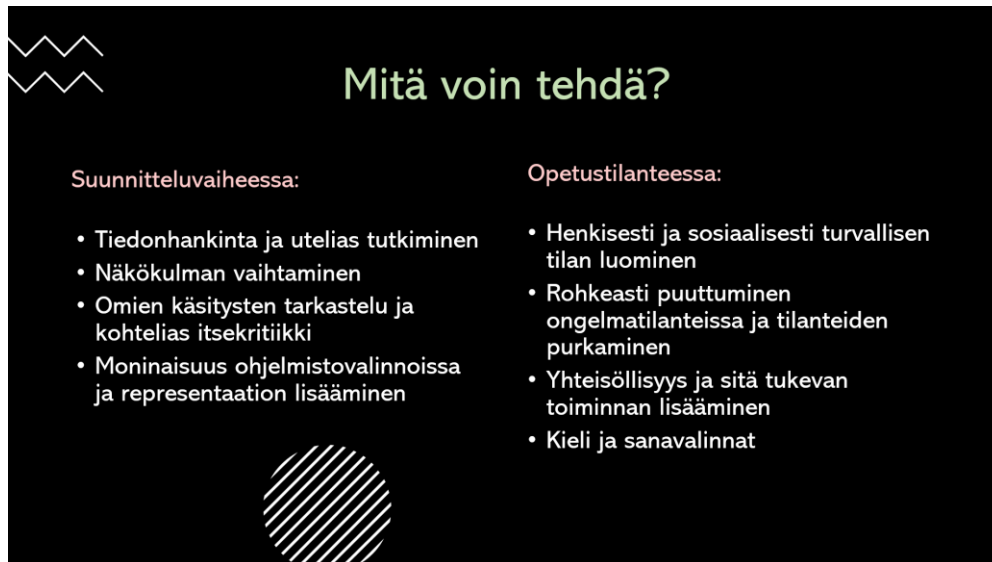 Mitä voin tehdä?
Suunnitteluvaiheessa:
• Tiedonhankinta ja utelias tutkiminen
• Näkökulman vaihtaminen
• Omien käsitysten tarkastelu ja
kohtelias itsekritiikki
• Moninaisuus ohjelmistovalinnoissa
ja representaation lisääminen
Opetustilanteessa:
• Henkisesti ja sosiaalisesti turvallisen
tilan luominen
• Rohkeasti puuttuminen
ongelmatilanteissa ja tilanteiden
purkaminen
• Yhteisöllisyys ja sitä tukevan
toiminnan lisääminen
• Kieli ja sanavalinnat